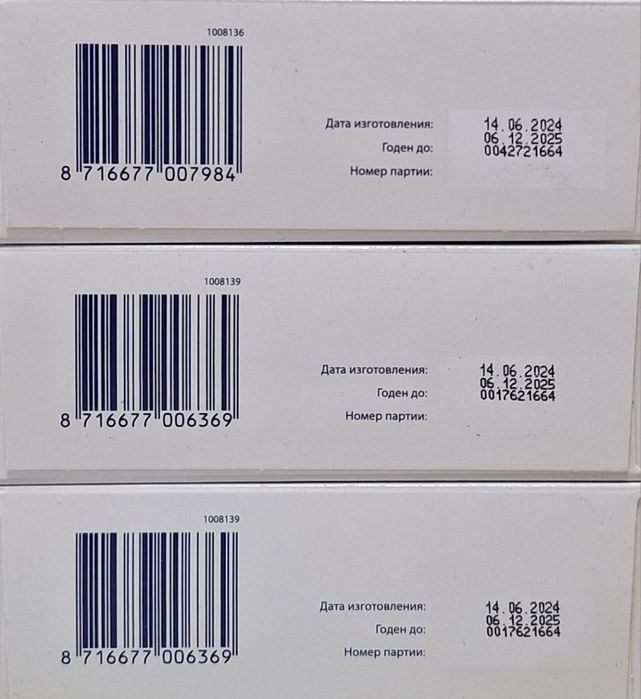 1008136
8 716677 007984
Дата изготовления: 14.06.2024
Годен до: 06.12.2025
Номер партии: 0042721664
1008139
8 716677 006369
Дата изготовления: 14.06.2024
Годен до: 06.12.2025
Номер партии: 0017621664
1008139
8 716677 006369
Дата изготовления: 14.06.2024
Годен до: 06.12.2025
Номер партии: 0017621664